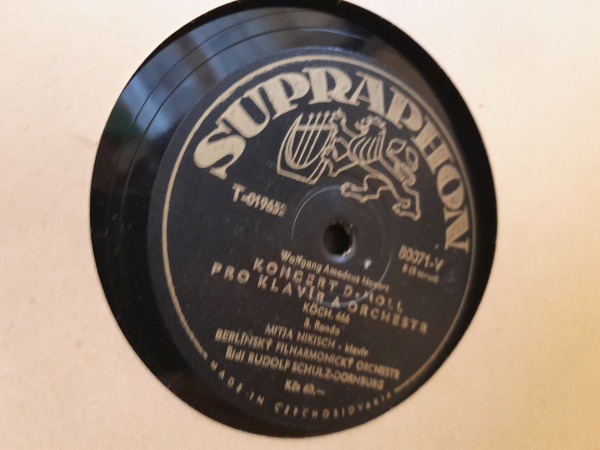 SUPRAPHON
T-019652
80071-V
Wolfgang Amadeus Mozart
KONCERT D-MOLL
PRO KLAVÍR A ORCHESTR
KÖCH. 466
3. Rondo
MITJA NIKISCH - klavír
BERLÍNSKÝ FILHARMONICKÝ ORCHESTR
Řídí RUDOLF SCHULZ-DORNBURG
Kčs 60,—
MADE IN CZECHOSLOVAKIA